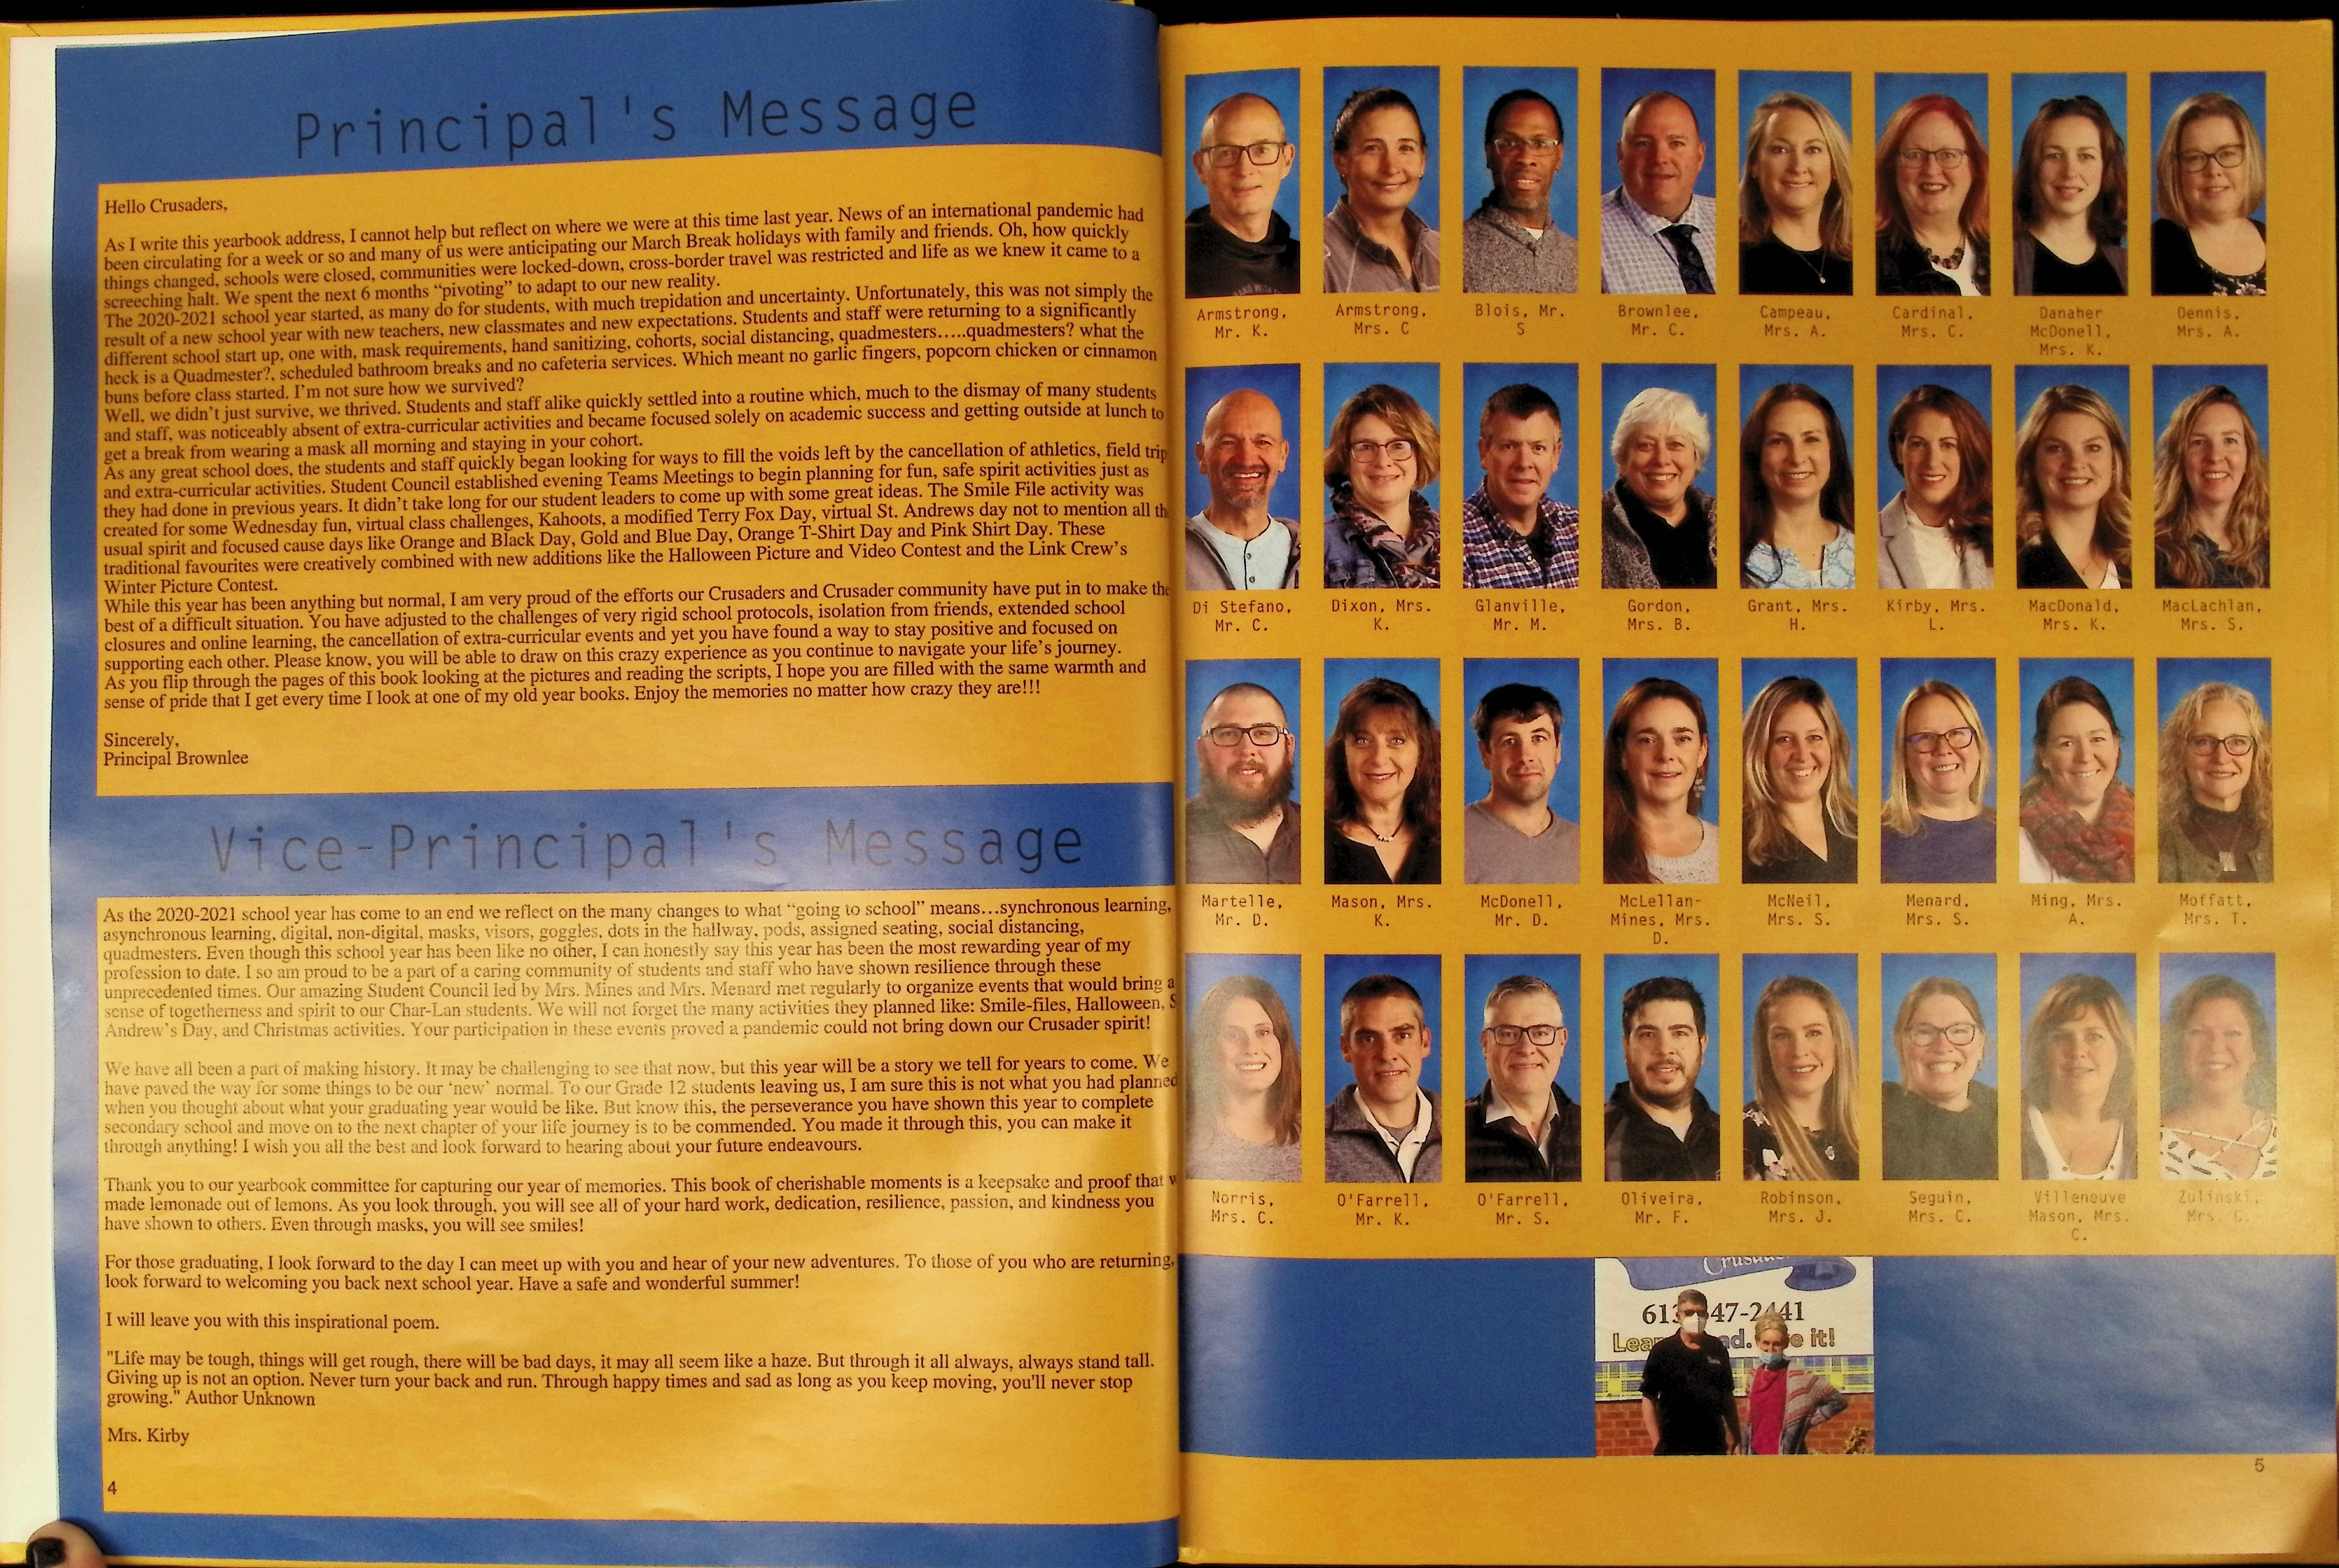 Principal's Message
Hello Crusaders,
As I write this yearbook address, I cannot help but reflect on where we were at this time last year. News of an international pandemic had
been circulating for a week or so and many of us were anticipating our March Break holidays with family and friends. Oh, how quickly
things changed, schools were closed, communities were locked-down, cross-border travel was restricted and life as we knew it came to a
screeching halt. We spent the next 6 months “pivoting” to adapt to our new reality.
The 2020-2021 school year started, as many do for students, with much trepidation and uncertainty. Unfortunately, this was not simply the
result of a new school year with new teachers, new classmates and new expectations. Students and staff were returning to a significantly
different school start up, one with, mask requirements, hand sanitizing, cohorts, social distancing, quadmesters…..quadmesters? what the
heck is a Quadmester?, scheduled bathroom breaks and no cafeteria services. Which meant no garlic fingers, popcorn chicken or cinnamon
buns before class started. I’m not sure how we survived?
Well, we didn’t just survive, we thrived. Students and staff alike quickly settled into a routine which, much to the dismay of many students
and staff, was noticeably absent of extra-curricular activities and became focused solely on academic success and getting outside at lunch to
get a break from wearing a mask all morning and staying in your cohort.
As any great school does, the students and staff quickly began looking for ways to fill the voids left by the cancellation of athletics, field trip
and extra-curricular activities. Student Council established evening Teams Meetings to begin planning for fun, safe spirit activities just as
they had done in previous years. It didn’t take long for our student leaders to come up with some great ideas. The Smile File activity was
created for some Wednesday fun, virtual class challenges, Kahoots, a modified Terry Fox Day, virtual St. Andrews day not to mention all th
usual spirit and focused cause days like Orange and Black Day, Gold and Blue Day, Orange T-Shirt Day and Pink Shirt Day. These
traditional favourites were creatively combined with new additions like the Halloween Picture and Video Contest and the Link Crew’s
Winter Picture Contest.
While this year has been anything but normal, I am very proud of the efforts our Crusaders and Crusader community have put in to make the
best of a difficult situation. You have adjusted to the challenges of very rigid school protocols, isolation from friends, extended school
closures and online learning, the cancellation of extra-curricular events and yet you have found a way to stay positive and focused on
supporting each other. Please know, you will be able to draw on this crazy experience as you continue to navigate your life’s journey.
As you flip through the pages of this book looking at the pictures and reading the scripts, I hope you are filled with the same warmth and
sense of pride that I get every time I look at one of my old year books. Enjoy the memories no matter how crazy they are!!!
Sincerely,
Principal Brownlee
Vice-Principal's Message
As the 2020-2021 school year has come to an end we reflect on the many changes to what “going to school” means…synchronous learning,
asynchronous learning, digital, non-digital, masks, visors, goggles, dots in the hallway, pods, assigned seating, social distancing,
quadmesters. Even though this school year has been like no other, I can honestly say this year has been the most rewarding year of my
profession to date. I so am proud to be a part of a caring community of students and staff who have shown resilience through these
unprecedented times. Our amazing Student Council led by Mrs. Mines and Mrs. Menard met regularly to organize events that would bring a
sense of togetherness and spirit to our Char-Lan students. We will not forget the many activities they planned like: Smile-files, Halloween, S
Andrew’s Day, and Christmas activities. Your participation in these events proved a pandemic could not bring down our Crusader spirit!
We have all been a part of making history. It may be challenging to see that now, but this year will be a story we tell for years to come. We
have paved the way for some things to be our ‘new’ normal. To our Grade 12 students leaving us, I am sure this is not what you had planned
when you thought about what your graduating year would be like. But know this, the perseverance you have shown this year to complete
secondary school and move on to the next chapter of your life journey is to be commended. You made it through this, you can make it
through anything! I wish you all the best and look forward to hearing about your future endeavours.
Thank you to our yearbook committee for capturing our year of memories. This book of cherishable moments is a keepsake and proof that w
made lemonade out of lemons. As you look through, you will see all of your hard work, dedication, resilience, passion, and kindness you
have shown to others. Even through masks, you will see smiles!
For those graduating, I look forward to the day I can meet up with you and hear of your new adventures. To those of you who are returning,
look forward to welcoming you back next school year. Have a safe and wonderful summer!
I will leave you with this inspirational poem.
"Life may be tough, things will get rough, there will be bad days, it may all seem like a haze. But through it all always, always stand tall.
Giving up is not an option. Never turn your back and run. Through happy times and sad as long as you keep moving, you'll never stop
growing." Author Unknown
Mrs. Kirby
4
Armstrong, Mr. K.
Armstrong, Mrs. C
Blois, Mr. S
Brownlee, Mr. C.
Campeau, Mrs. A.
Cardinal, Mrs. C.
Danaher McDonell, Mrs. K.
Dennis, Mrs. A.
Di Stefano, Mr. C.
Dixon, Mrs. K.
Glanville, Mr. M.
Gordon, Mrs. B.
Grant, Mrs. H.
Kirby, Mrs. L.
MacDonald, Mrs. K.
MacLachlan, Mrs. S.
Martelle, Mr. D.
Mason, Mrs. K.
McDonell, Mr. D.
McLellan-Mines, Mrs. D.
McNeil, Mrs. S.
Menard, Mrs. S.
Ming, Mrs. A.
Moffatt, Mrs. T.
Norris, Mrs. C.
O'Farrell, Mr. K.
O'Farrell, Mr. S.
Oliveira, Mr. F.
Robinson, Mrs. J.
Seguin, Mrs. C.
Villeneuve Mason, Mrs. C.
Zulinski, Mrs. C.
613 47-2441
it!
5